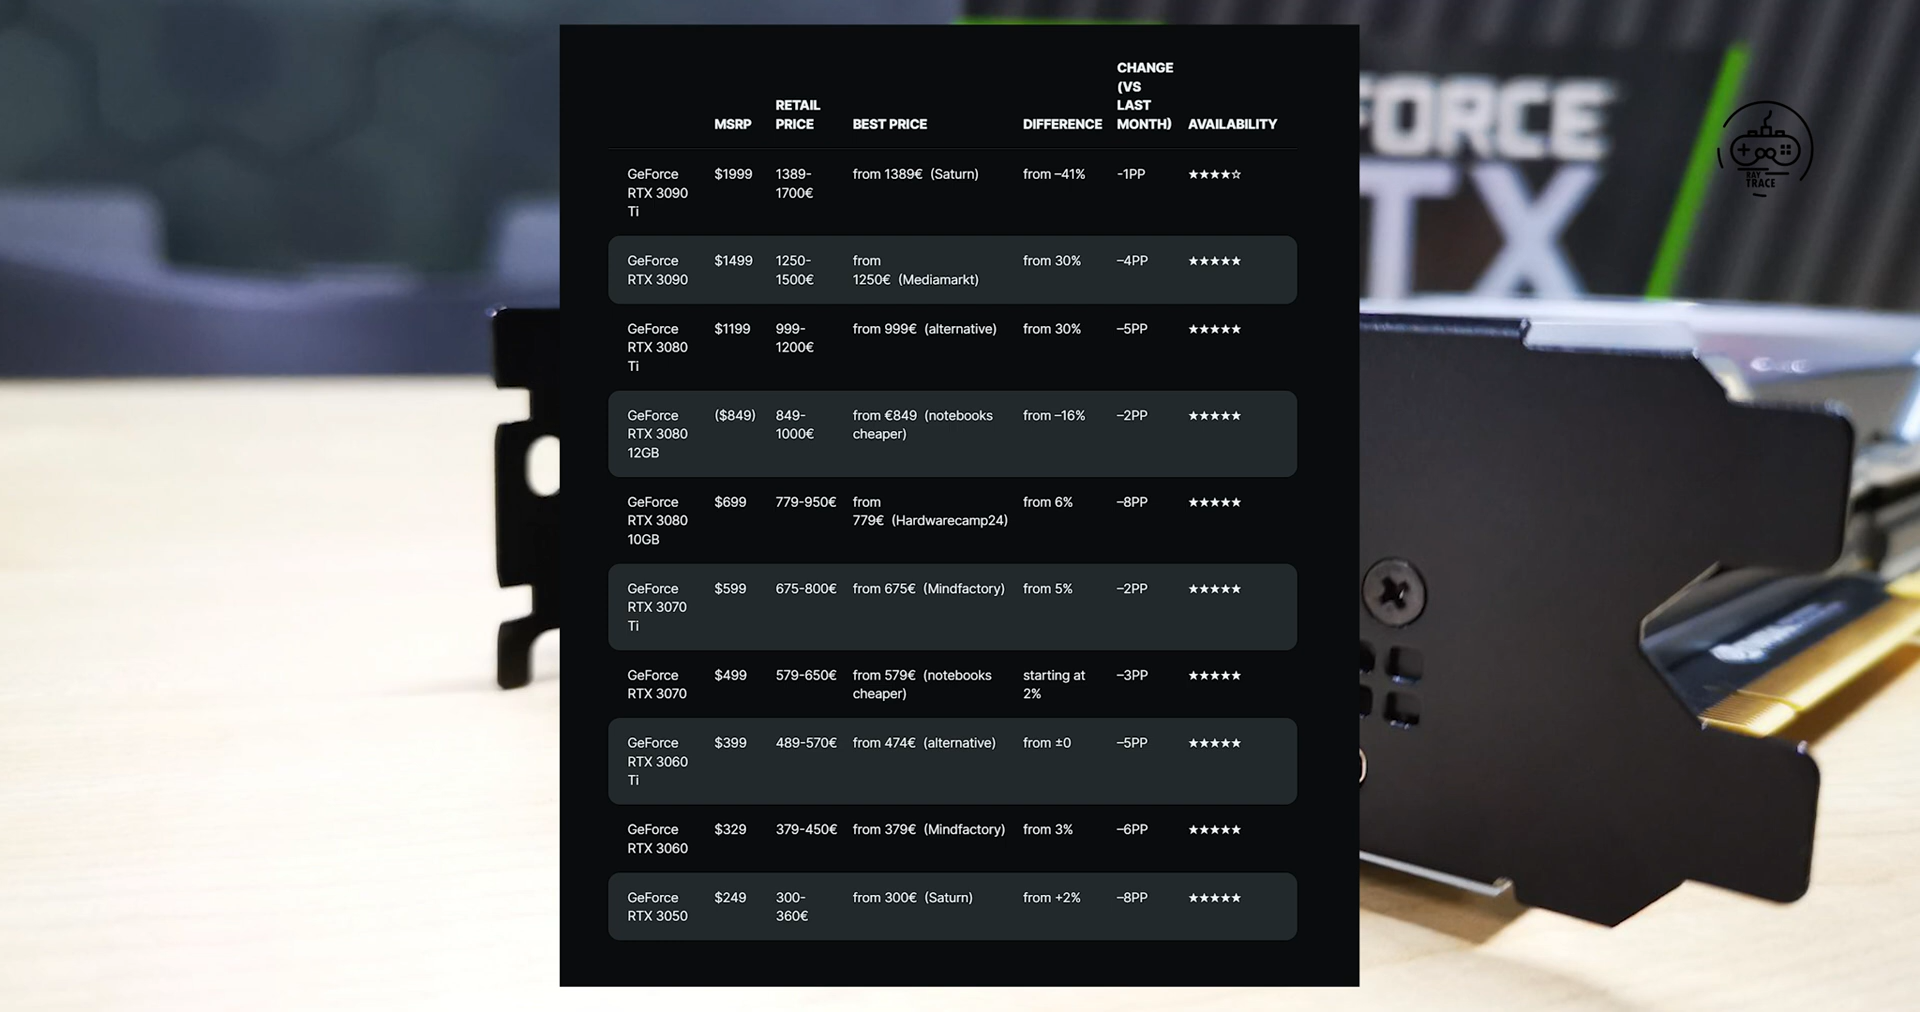 CHANGE
(VS
RETAIL LAST
MSRP PRICE BEST PRICE DIFFERENCE MONTH) AVAILABILITY
GeForce $1999 1389- from 1389€ (Saturn) from –41% -1PP ★★★★☆
RTX 3090 1700€
Ti
GeForce $1499 1250- from from 30% –4PP ★★★★★
RTX 3090 1500€ 1250€ (Mediamarkt)
GeForce $1199 999- from 999€ (alternative) from 30% –5PP ★★★★★
RTX 3080 1200€
Ti
GeForce ($849) 849- from €849 (notebooks from –16% –2PP ★★★★★
RTX 3080 1000€ cheaper)
12GB
GeForce $699 779-950€ from from 6% –8PP ★★★★★
RTX 3080 779€ (Hardwarecamp24)
10GB
GeForce $599 675-800€ from 675€ (Mindfactory) from 5% –2PP ★★★★★
RTX 3070
Ti
GeForce $499 579-650€ from 579€ (notebooks starting at –3PP ★★★★★
RTX 3070 cheaper) 2%
GeForce $399 489-570€ from 474€ (alternative) from ±0 –5PP ★★★★★
RTX 3060
Ti
GeForce $329 379-450€ from 379€ (Mindfactory) from 3% –6PP ★★★★★
RTX 3060
GeForce $249 300- from 300€ (Saturn) from +2% –8PP ★★★★★
RTX 3050 360€
FORCE
TX
RAY
TRACE